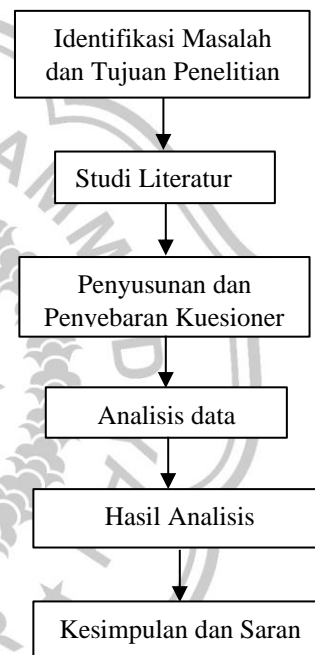 Identifikasi Masalah
dan Tujuan Penelitian
Studi Literatur
Penyusunan dan
Penyebaran Kuesioner
Analisis data
Hasil Analisis
Kesimpulan dan Saran